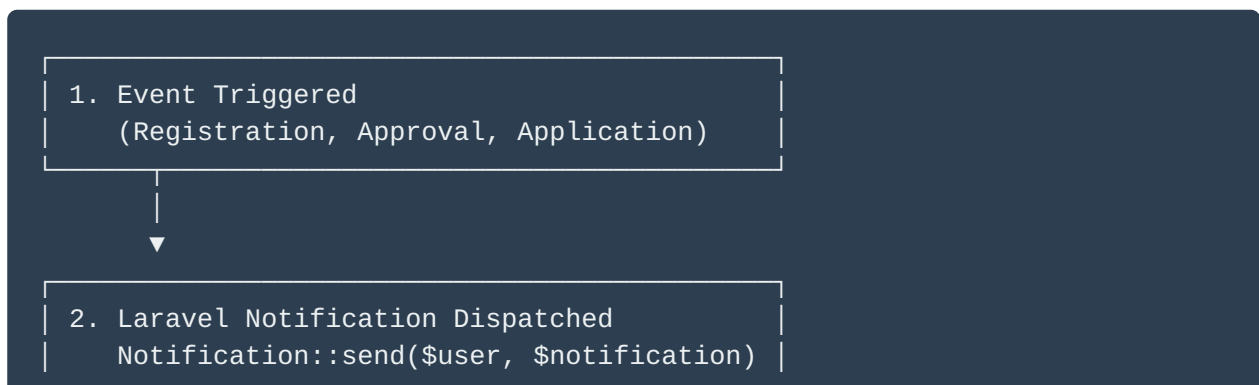 1. Event Triggered
(Registration, Approval, Application)
2. Laravel Notification Dispatched
Notification::send($user, $notification)